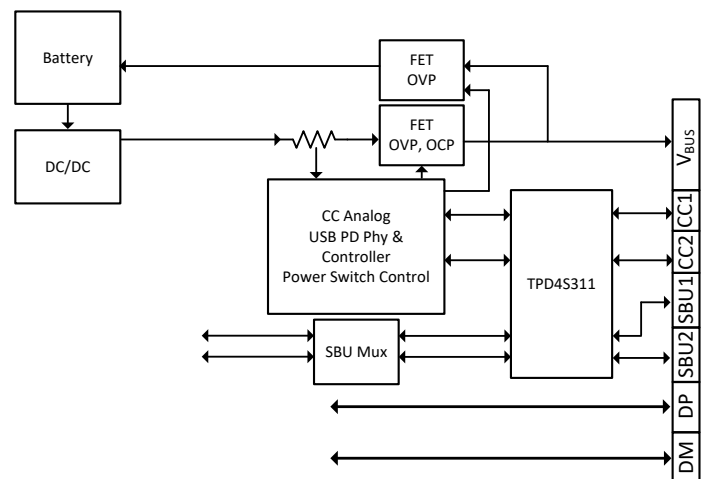 Battery
FET
OVP
DC/DC
FET
OVP, OCP
CC Analog
USB PD Phy &
Controller
Power Switch Control
TPD4S311
SBU Mux
VBUS
CC1
CC2
SBU1
SBU2
DP
DM